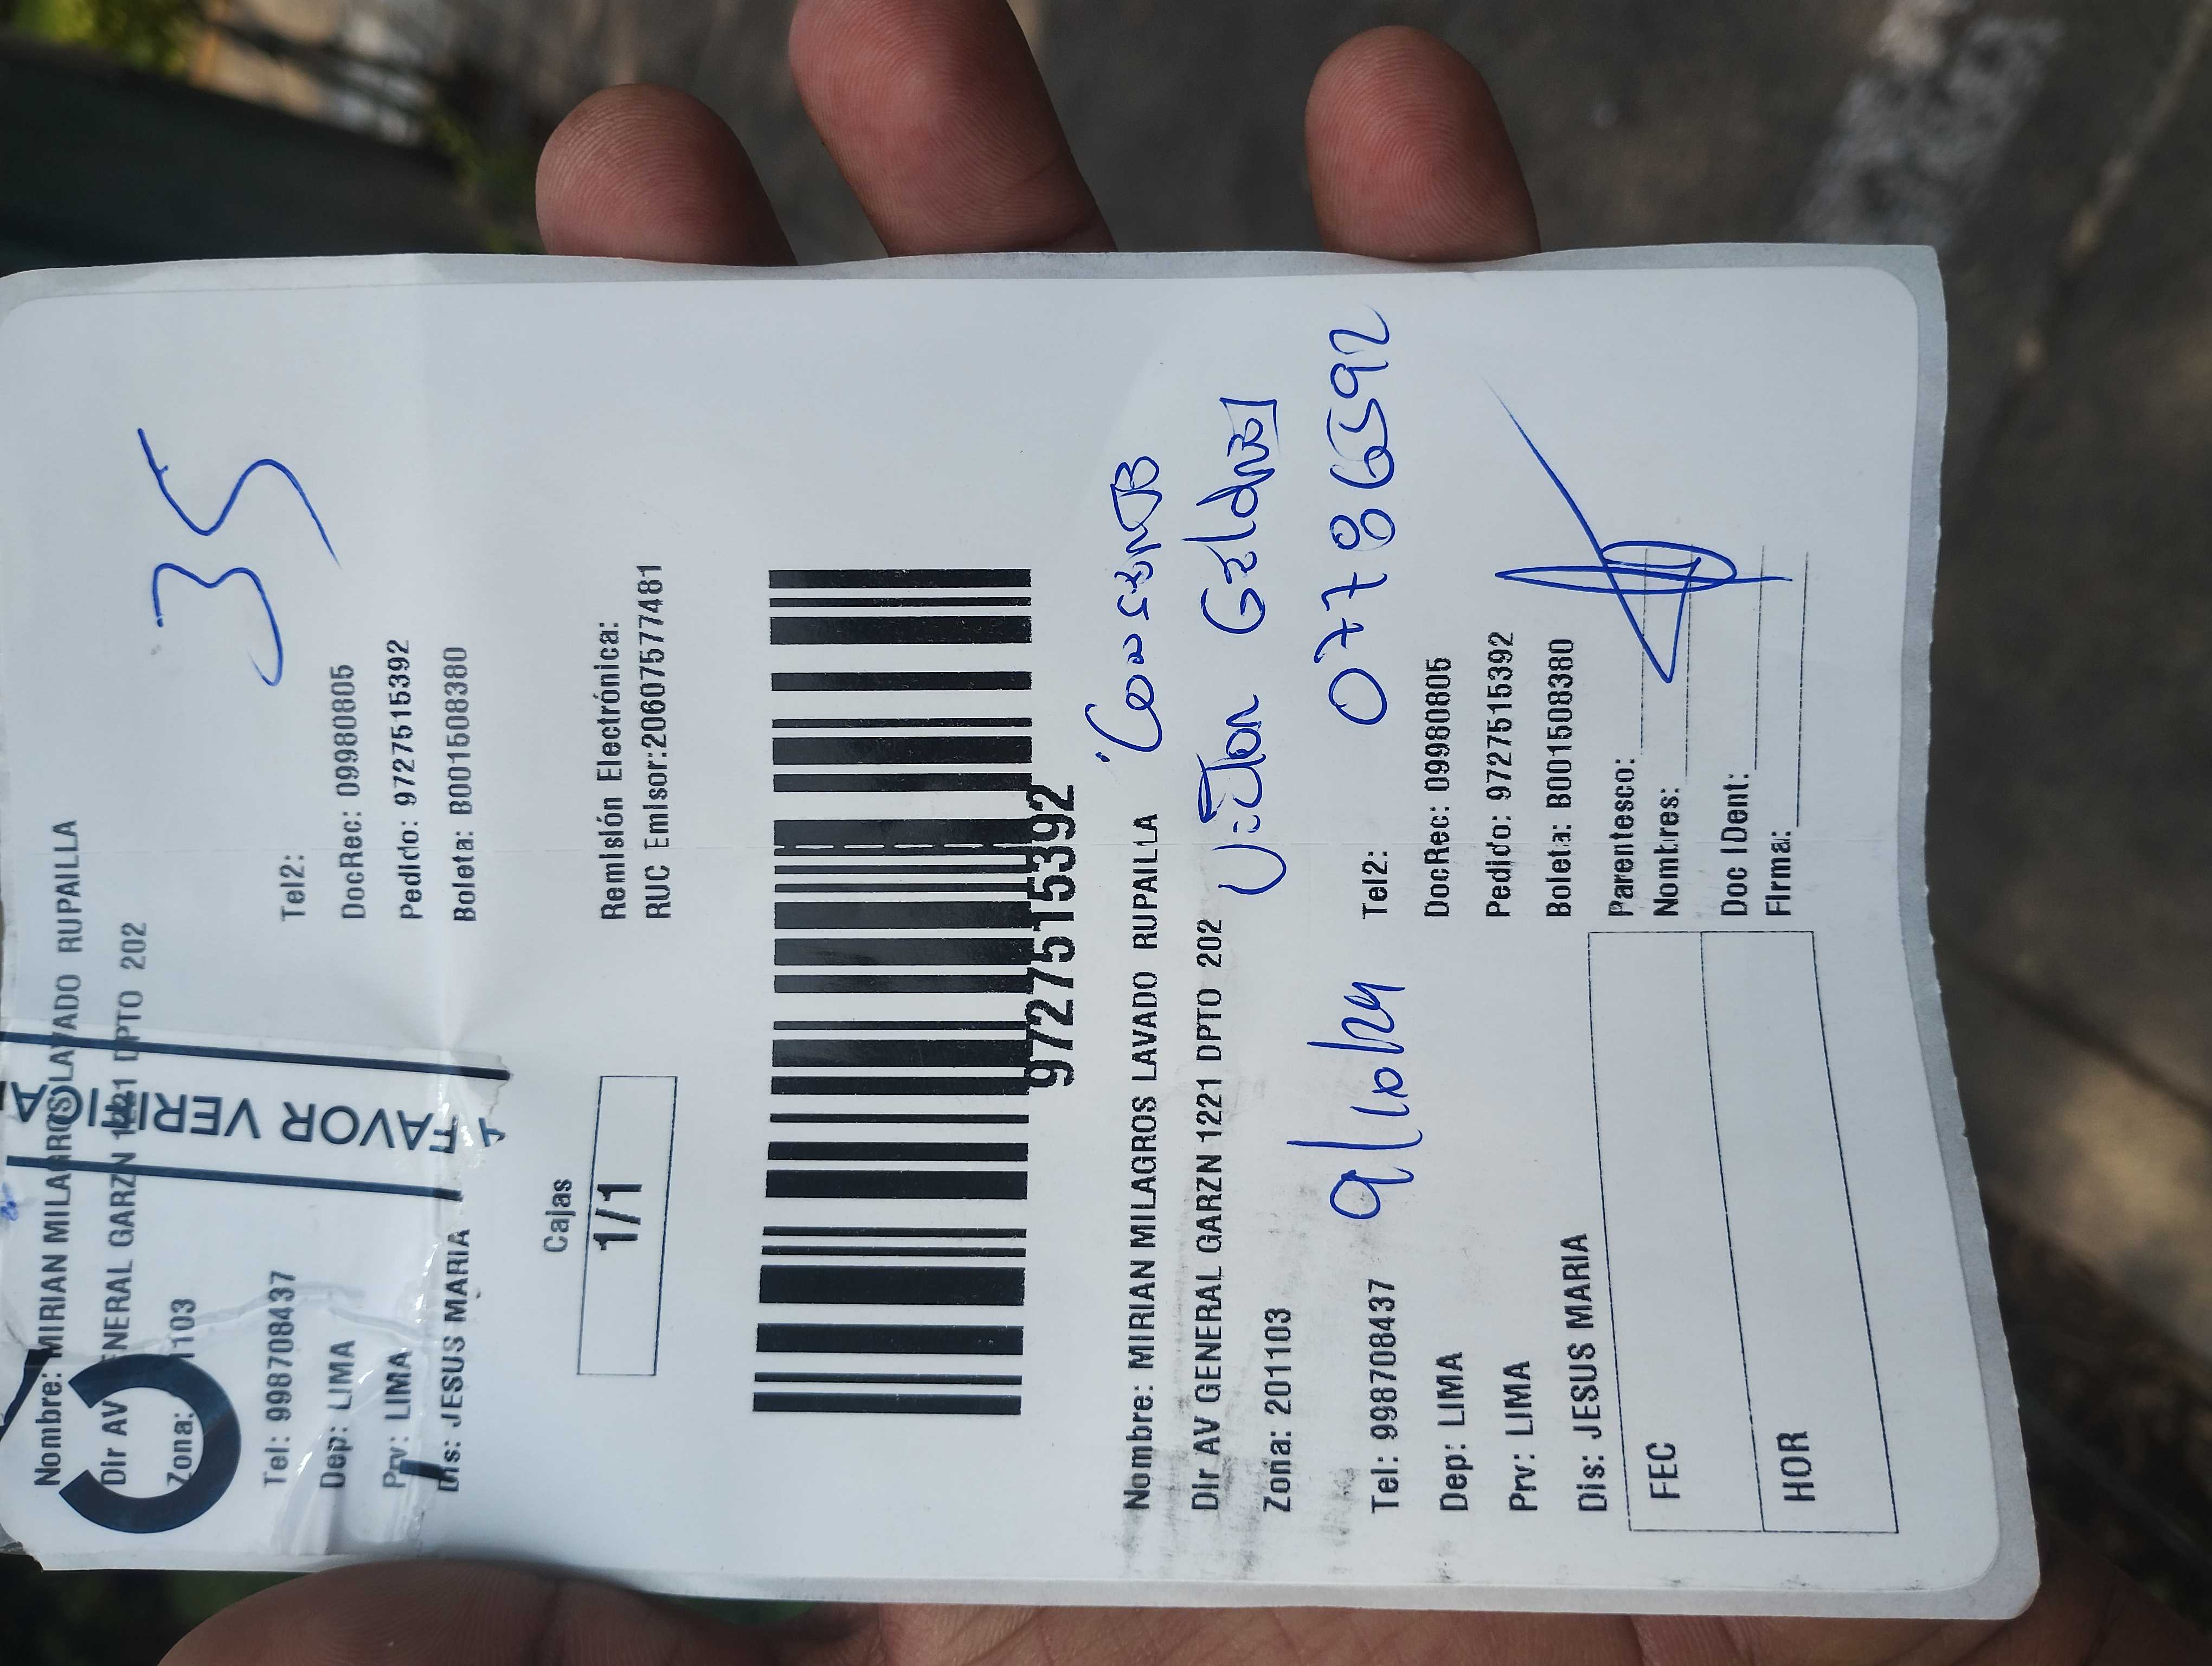 Nombre: MIRIAN MILAGROS LAVADO RUPAILLA
Dir AV GENERAL GARZN 1221 DPTO 202
Zona: 1103
35
Tel: 998708437 Tel2:
Dep: LIMA DocRec: 09980805
Prv: LIMA Pedido: 9727515392
Dis: JESUS MARIA Boleta: B001508380
FAVOR VERIFICA
Cajas
1/1
Remisión Electrónica:
RUC Emisor:20607577481
9727515392
Nombre: MIRIAN MILAGROS LAVADO RUPAILLA
Dir AV GENERAL GARZN 1221 DPTO 202
Zona: 201103
Tel: 998708437 Tel2:
07786592
Dep: LIMA DocRec: 09980805
Prv: LIMA Pedido: 9727515392
Dis: JESUS MARIA Boleta: B001508380
FEC
HOR
Parentesco:
Nombres:
Doc IDent:
Firma: